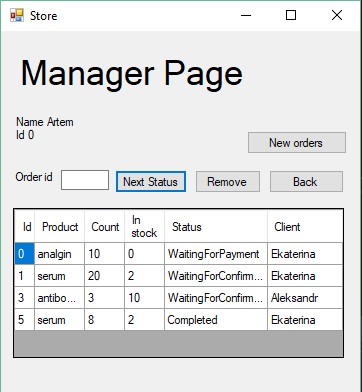 Store
Manager Page
Name Artem
Id 0
New orders
Order id Next Status Remove Back
Id Product Count In stock Status Client
0 analgin 10 0 WaitingForPayment Ekaterina
1 serum 20 2 WaitingForConfirm... Ekaterina
3 antibo... 3 10 WaitingForConfirm... Aleksandr
5 serum 8 2 Completed Ekaterina